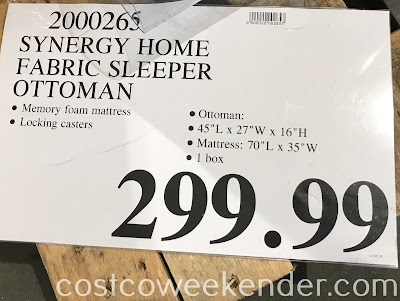 2000265
SYNERGY HOME
FABRIC SLEEPER
OTTOMAN
• Memory foam mattress
• Locking casters
• Ottoman:
• 45"L x 27"W x 16"H
• Mattress: 70"L x 35"W
• 1 box
299.99
costcoweekender.com